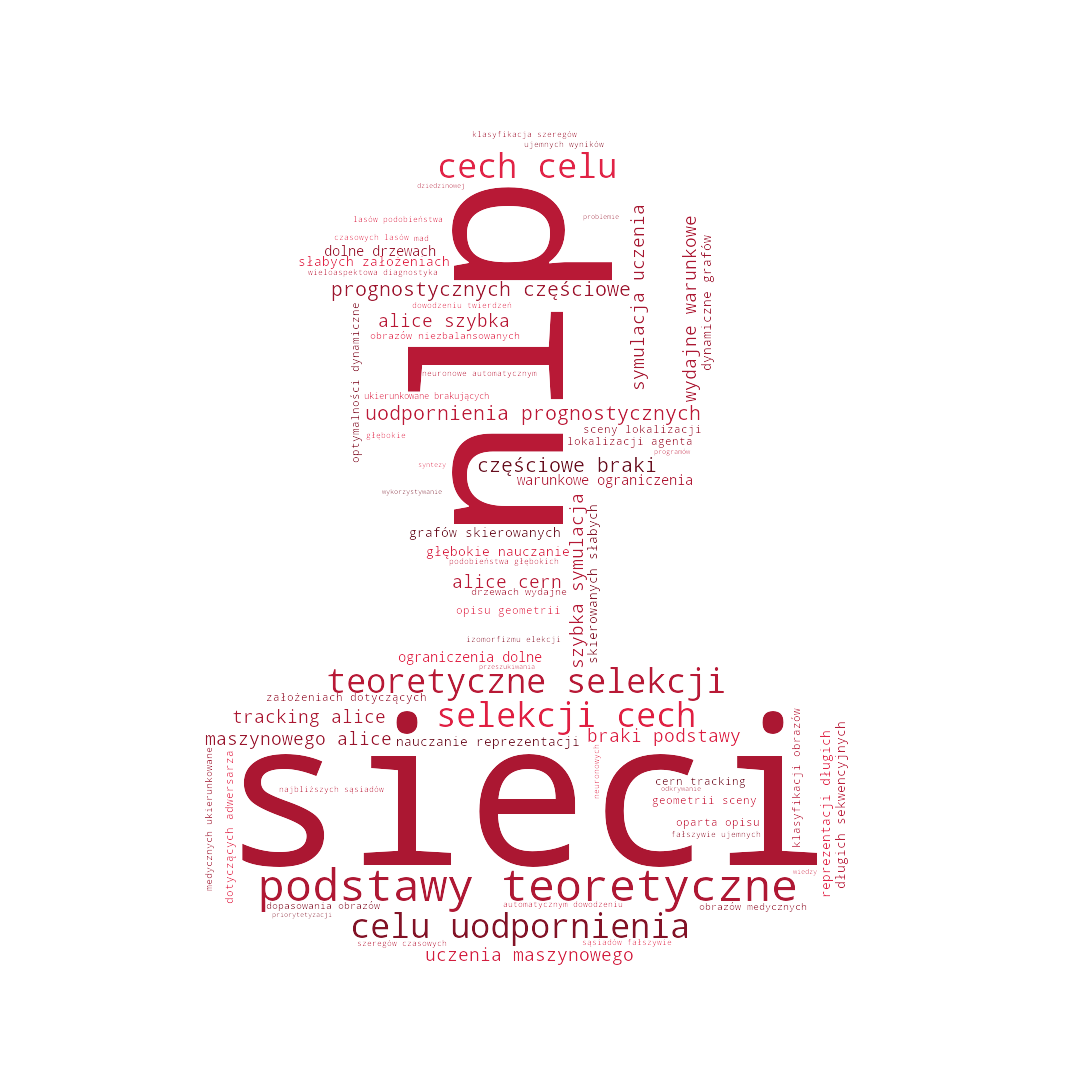 klasyfikacja szeregów
ujemnych wyników
cech celu
dziedzinowej
lasów podobieństwa
problemie
czasowych lasów
mad
dolne drzewach
słabych założeniach
wieloaspektowa diagnostyka
nlp
symulacja uczenia
wydajne warunkowe
dynamiczne grafów
prognostycznych częściowe
dowodzeniu twierdzeń
alice szybka
obrazów niezbalansowanych
optymalności dynamiczne
neuronowe automatycznym
ukierunkowane brakujących
uodpornienia prognostycznych
sceny lokalizacji
głębokie
lokalizacji agenta
programów
syntezy
częściowe braki
warunkowe ograniczenia
wykorzystywanie
grafów skierowanych
szybka symulacja
skierowanych słabych
głębokie nauczanie
podobieństwa głębokich
alice cern
drzewach wydajne
opisu geometrii
izomorfizmu elekcji
ograniczenia dolne
przeszukiwania
teoretyczne selekcji
założeniach dotyczących
tracking alice
selekcji cech
maszynowego alice
nauczanie reprezentacji
braki podstawy
sieci
medycznych ukierunkowane
dotyczących adwersarza
najbliższych sąsiadów
neuronowych
cern tracking
odkrywanie
geometrii sceny
oparta opisu
fałszywie ujemnych
klasyfikacji obrazów
reprezentacji długich
długich sekwencyjnych
wiedzy
podstawy teoretyczne
dopasowania obrazów
automatycznym dowodzeniu
obrazów medycznych
priorytetyzacji
celu uodpornienia
szeregów czasowych
sąsiadów fałszywie
uczenia maszynowego